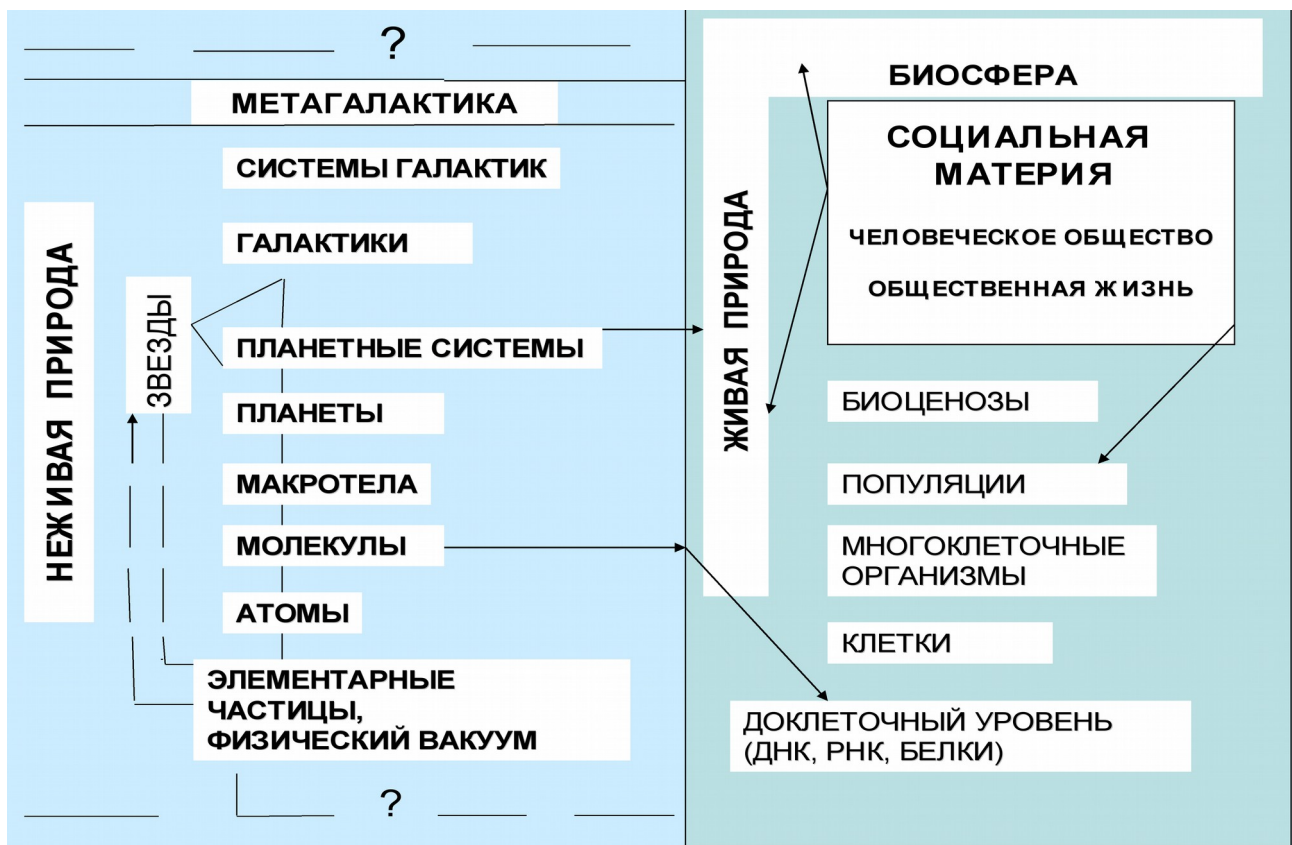 ?
МЕТАГАЛАКТИКА
СИСТЕМЫ ГАЛАКТИК
ГАЛАКТИКИ
НЕЖИВАЯ ПРИРОДА
ЗВЕЗДЫ
ПЛАНЕТНЫЕ СИСТЕМЫ
ПЛАНЕТЫ
МАКРОТЕЛА
МОЛЕКУЛЫ
АТОМЫ
ЭЛЕМЕНТАРНЫЕ
ЧАСТИЦЫ,
ФИЗИЧЕСКИЙ ВАКУУМ
?
БИОСФЕРА
ЖИВАЯ ПРИРОДА
СОЦИАЛЬНАЯ
МАТЕРИЯ
ЧЕЛОВЕЧЕСКОЕ ОБЩЕСТВО
ОБЩЕСТВЕННАЯ ЖИЗНЬ
БИОЦЕНОЗЫ
ПОПУЛЯЦИИ
МНОГОКЛЕТОЧНЫЕ
ОРГАНИЗМЫ
КЛЕТКИ
ДОКЛЕТОЧНЫЙ УРОВЕНЬ
(ДНК, РНК, БЕЛКИ)